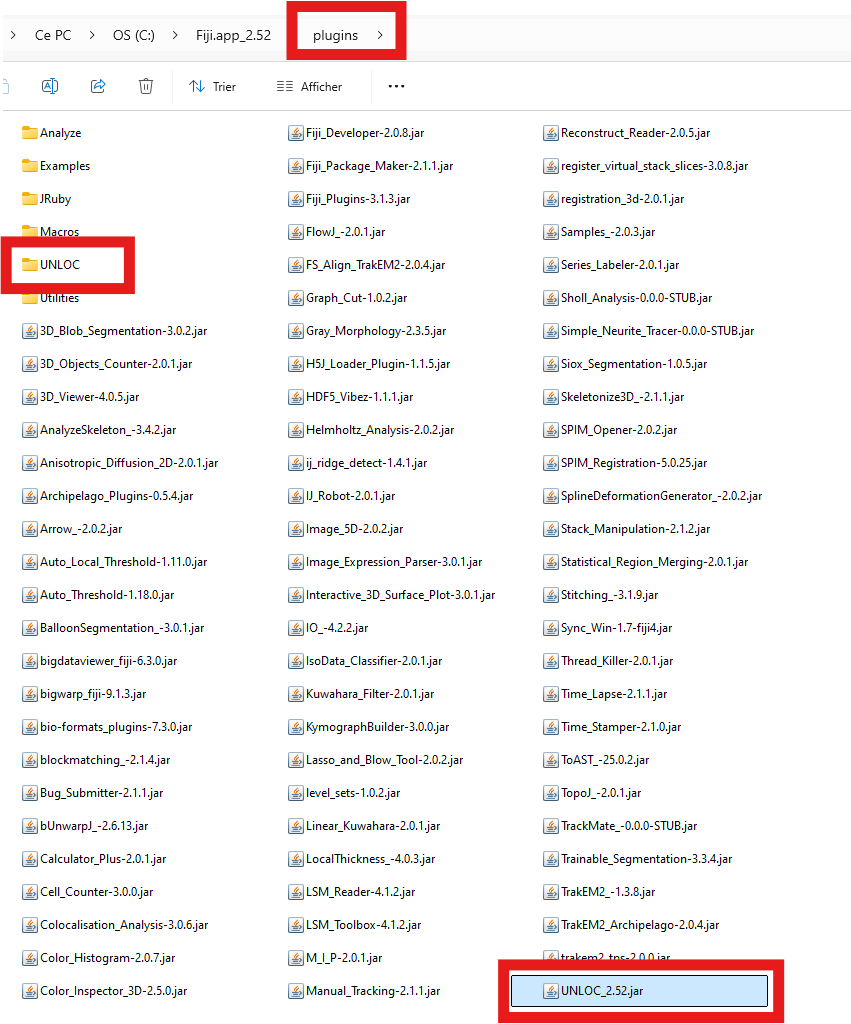 Ce PC > OS (C:) > Fiji.app_2.52 > plugins >
Trier Afficher ...
Analyze
Examples
JRuby
Macros
UNLOC
Utilities
3D_Blob_Segmentation-3.0.2.jar
3D_Objects_Counter-2.0.1.jar
3D_Viewer-4.0.5.jar
AnalyzeSkeleton_-3.4.2.jar
Anisotropic_Diffusion_2D-2.0.1.jar
Archipelago_Plugins-0.5.4.jar
Arrow_-2.0.2.jar
Auto_Local_Threshold-1.11.0.jar
Auto_Threshold-1.18.0.jar
BalloonSegmentation_-3.0.1.jar
bigdataviewer_fiji-6.3.0.jar
bigwarp_fiji-9.1.3.jar
bio-formats_plugins-7.3.0.jar
blockmatching_-2.1.4.jar
Bug_Submitter-2.1.1.jar
bUnwarpJ_-2.6.13.jar
Calculator_Plus-2.0.1.jar
Cell_Counter-3.0.0.jar
Colocalisation_Analysis-3.0.6.jar
Color_Histogram-2.0.7.jar
Color_Inspector_3D-2.5.0.jar
Fiji_Developer-2.0.8.jar
Fiji_Package_Maker-2.1.1.jar
Fiji_Plugins-3.1.3.jar
FlowJ_-2.0.1.jar
FS_Align_TrakEM2-2.0.4.jar
Graph_Cut-1.0.2.jar
Gray_Morphology-2.3.5.jar
H5J_Loader_Plugin-1.1.5.jar
HDF5_Vibez-1.1.1.jar
Helmholtz_Analysis-2.0.2.jar
ij_ridge_detect-1.4.1.jar
IJ_Robot-2.0.1.jar
Image_5D-2.0.2.jar
Image_Expression_Parser-3.0.1.jar
Interactive_3D_Surface_Plot-3.0.1.jar
IO_-4.2.2.jar
IsoData_Classifier-2.0.1.jar
Kuwahara_Filter-2.0.1.jar
KymographBuilder-3.0.0.jar
Lasso_and_Blow_Tool-2.0.2.jar
level_sets-1.0.2.jar
Linear_Kuwahara-2.0.1.jar
LocalThickness_-4.0.3.jar
LSM_Reader-4.1.2.jar
LSM_Toolbox-4.1.2.jar
M_I_P-2.0.1.jar
Manual_Tracking-2.1.1.jar
Reconstruct_Reader-2.0.5.jar
register_virtual_stack_slices-3.0.8.jar
registration_3d-2.0.1.jar
Samples_-2.0.3.jar
Series_Labeler-2.0.1.jar
Sholl_Analysis-0.0.0-STUB.jar
Simple_Neurite_Tracer-0.0.0-STUB.jar
Siox_Segmentation-1.0.5.jar
Skeletonize3D_-2.1.1.jar
SPIM_Opener-2.0.2.jar
SPIM_Registration-5.0.25.jar
SplineDeformationGenerator_-2.0.2.jar
Stack_Manipulation-2.1.2.jar
Statistical_Region_Merging-2.0.1.jar
Stitching_-3.1.9.jar
Sync_Win-1.7-fiji4.jar
Thread_Killer-2.0.1.jar
Time_Lapse-2.1.1.jar
Time_Stamper-2.1.0.jar
ToAST_-25.0.2.jar
TopoJ_-2.0.1.jar
TrackMate_-0.0.0-STUB.jar
Trainable_Segmentation-3.3.4.jar
TrakEM2_-1.3.8.jar
TrakEM2_Archipelago-2.0.4.jar
trakem2_tps-2.0.0.jar
UNLOC_2.52.jar